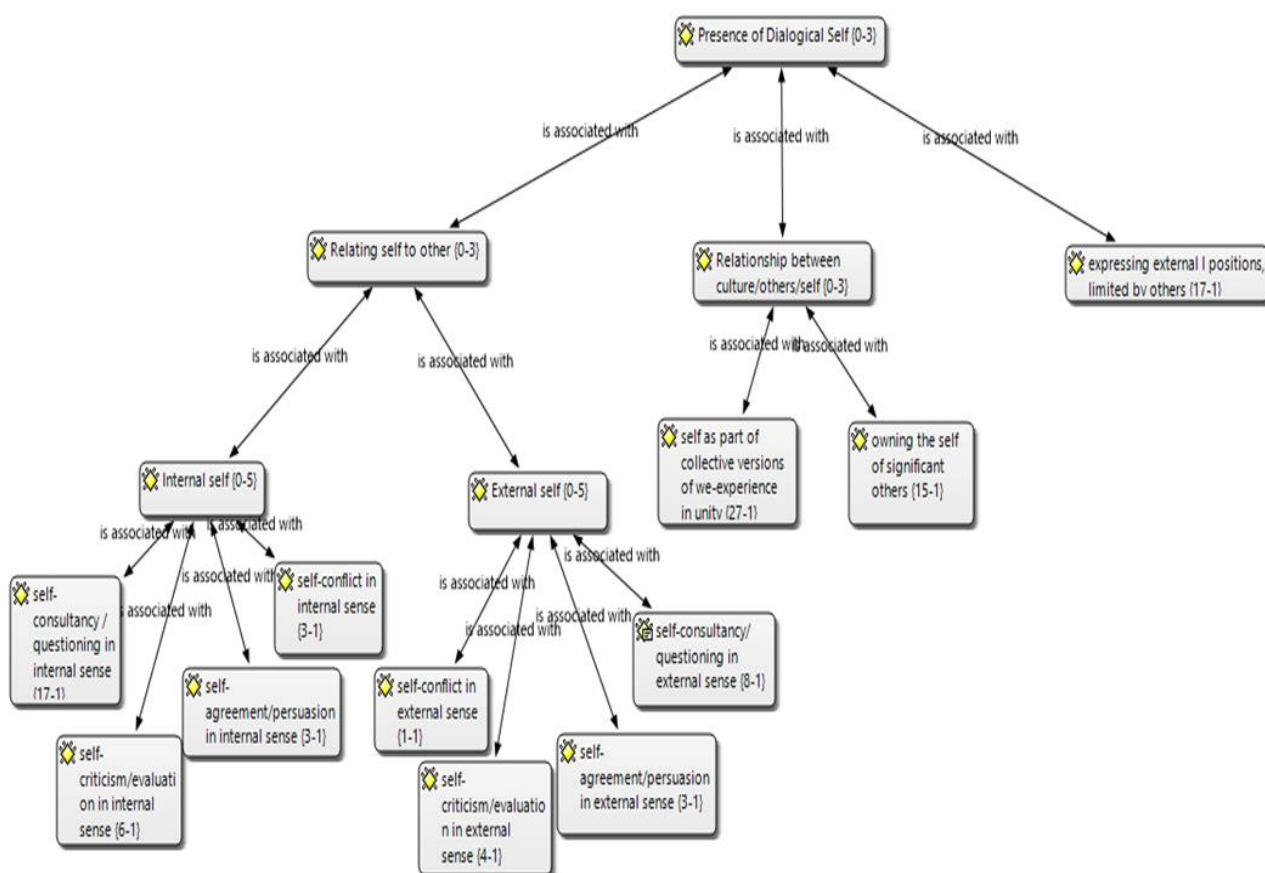 Presence of Dialogical Self {0-3}
is associated with
is associated with
is associated with
Relating self to other {0-3}
Relationship between
culture/others/self {0-3}
expressing external I positions,
limited by others {17-1}
is associated with
is associated with
is associated with
is associated with
self as part of
collective versions
of we-experience
in unity {27-1}
owning the self
of significant
others {15-1}
Internal self {0-5}
External self {0-5}
is associated with
is associated with
is associated with
is associated with
is associated with
is associated with
is associated with
is associated with
self-
consultancy /
questioning in
internal sense
{17-1}
self-conflict in
internal sense
{3-1}
self-
agreement/persuasion
in internal sense {3-1}
self-
criticism/evaluati
on in internal
sense {6-1}
self-conflict in
external sense
{1-1}
self-consultancy/
questioning in
external sense {8-1}
self-
criticism/evaluatio
n in external
sense {4-1}
self-
agreement/persuasion
in external sense {3-1}